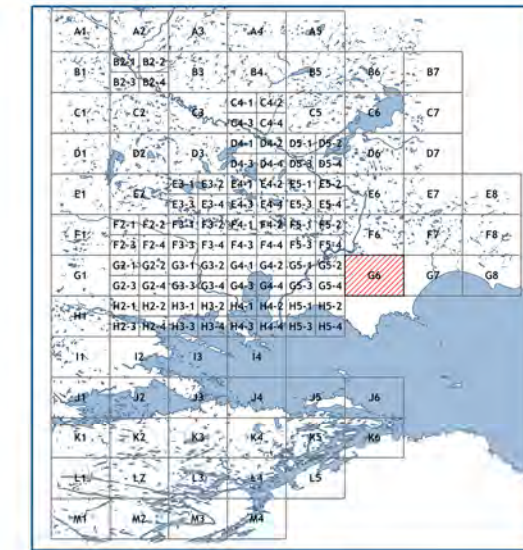 A1 A2 A3 A4 A5
B1 B2-1 B2-2 B3 B4 B5 B6 B7
B2-3 B2-4
C1 C2 C3 C4-1 C4-2 C5 C6 C7
C4-3 C4-4
D1 D2 D3 D4-1 D4-2 D5-1 D5-2 D6 D7
D4-3 D4-4 D5-3 D5-4
E1 E2 E3-1 E3-2 E4-1 E4-2 E5-1 E5-2 E6 E7 E8
E3-3 E3-4 E4-3 E4-4 E5-3 E5-4
F1 F2-1 F2-2 F3-1 F3-2 F4-1 F4-2 F5-1 F5-2 F6 F7 F8
F2-3 F2-4 F3-3 F3-4 F4-3 F4-4 F5-3 F5-4
G1 G2-1 G2-2 G3-1 G3-2 G4-1 G4-2 G5-1 G5-2 G6 G7 G8
G2-3 G2-4 G3-3 G3-4 G4-3 G4-4 G5-3 G5-4
H1 H2-1 H2-2 H3-1 H3-2 H4-1 H4-2 H5-1 H5-2
H2-3 H2-4 H3-3 H3-4 H4-3 H4-4 H5-3 H5-4
I1 I2 I3 I4
J1 J2 J3 J4 J5 J6
K1 K2 K3 K4 K5 K6
L1 L2 L3 L4 L5
M1 M2 M3 M4